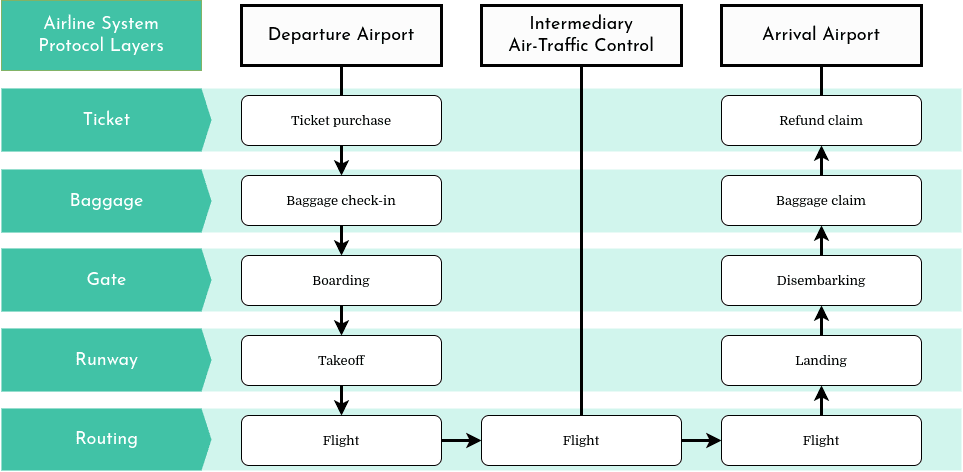 Airline System
Protocol Layers
Departure Airport
Intermediary
Air-Traffic Control
Arrival Airport
Ticket
Ticket purchase
Refund claim
Baggage
Baggage check-in
Baggage claim
Gate
Boarding
Disembarking
Runway
Takeoff
Landing
Routing
Flight
Flight
Flight